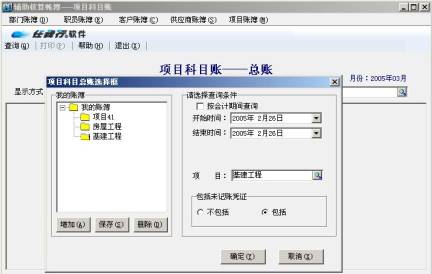 辅助核算帐簿---项目科目账
部门账簿(D) 职员账簿(E) 客户账簿(C) 供应商账簿(S) 项目账簿(M)
任我行软件
查询(Q) 打印(P) 帮助(H) 退出(X)
项目科目账——总账
月份：2005年03月
显示方式
项目科目总账选择框
我的账簿
我的账簿
项目41
房屋工程
基建工程
增加(A) 保存(S) 删除(D)
请选择查询条件
按会计期间查询
开始时间： 2005年 2月26日
结束时间： 2005年 2月26日
项 目： 基建工程
包括未记账凭证
不包括 包括
确定(Y) 取消(X)